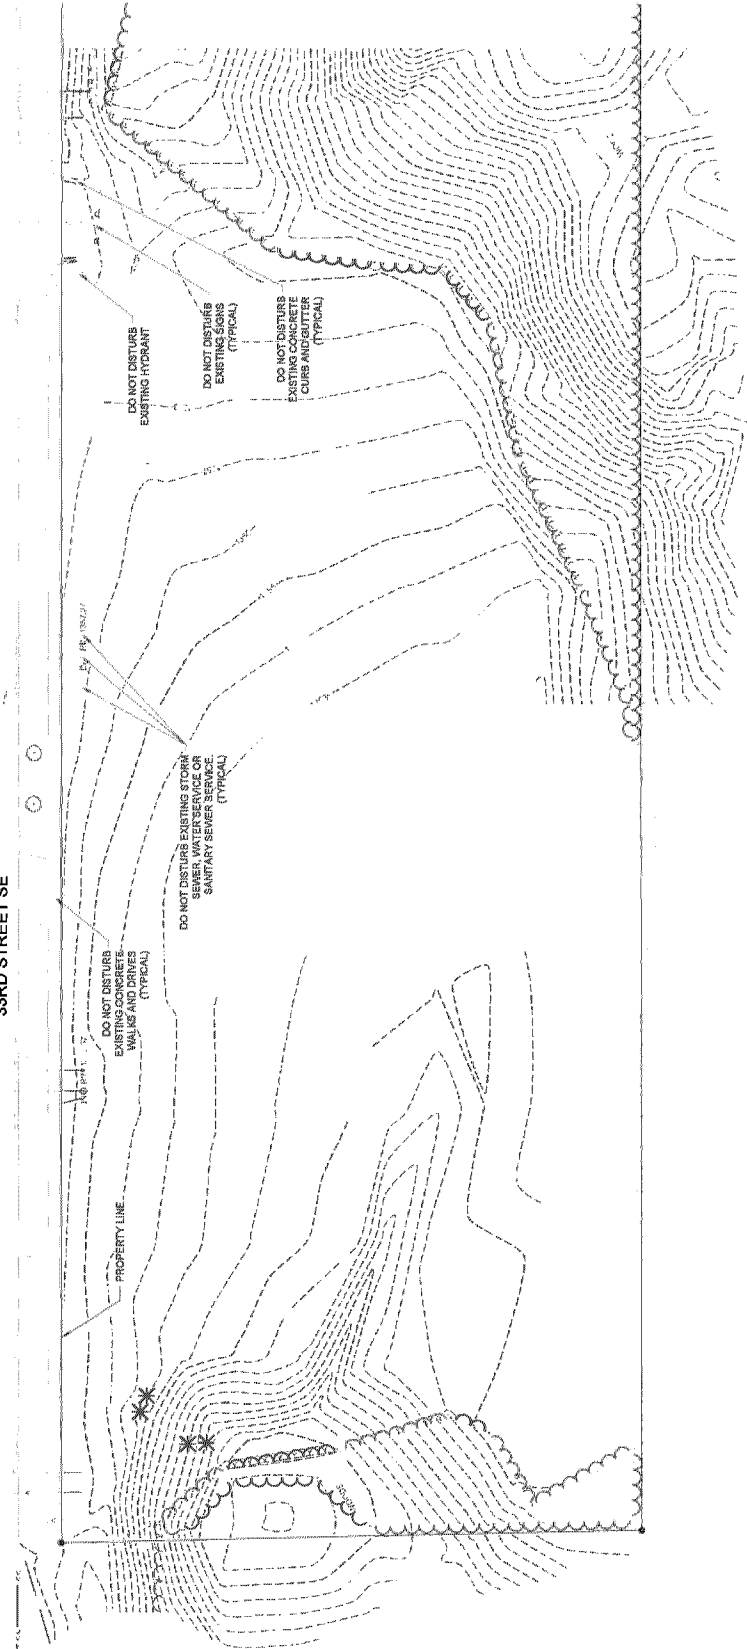 33RD STREET SE
DO NOT DISTURB
EXISTING HYDRANT
DO NOT DISTURB
EXISTING SIGNS
(TYPICAL)
DO NOT DISTURB
EXISTING CONCRETE
CURB AND GUTTER
(TYPICAL)
DO NOT DISTURB EXISTING STORM
SEWER, WATER SERVICE OR
SANITARY SEWER SERVICE.
(TYPICAL)
DO NOT DISTURB
EXISTING CONCRETE
WALKS AND DRIVES
(TYPICAL)
PROPERTY LINE